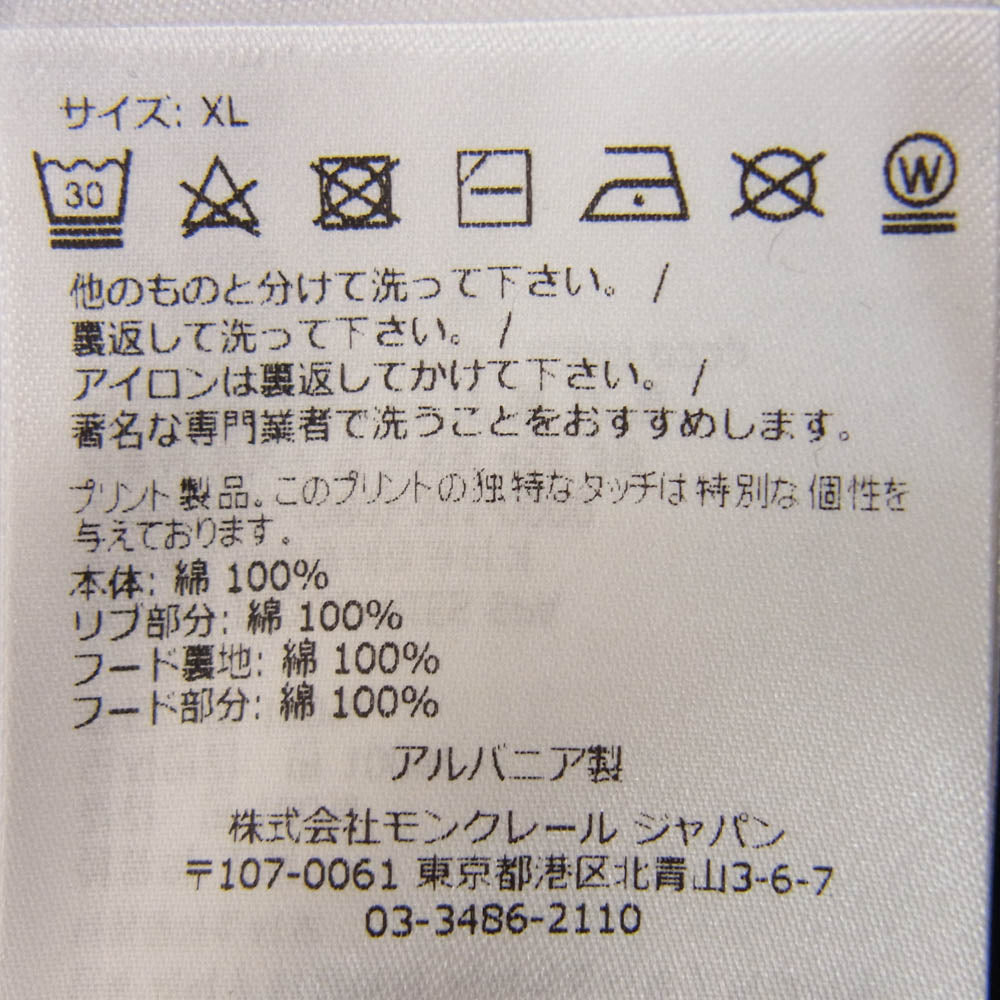 サイズ: XL
30 W
他のものと分けて洗って下さい。 /
裏返して洗って下さい。 /
アイロンは裏返してかけて下さい。 /
著名な専門業者で洗うことをおすすめします。
プリント製品。このプリントの独特なタッチは特別な個性を
与えております。
本体: 綿 100%
リブ部分: 綿 100%
フード裏地: 綿 100%
フード部分: 綿 100%
アルバニア製
株式会社モンクレール ジャパン
〒107-0061 東京都港区北青山3-6-7
03-3486-2110